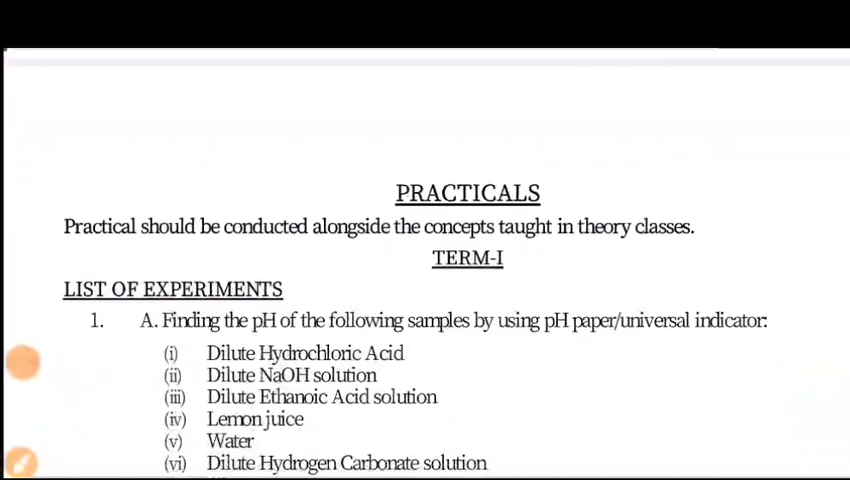 PRACTICALS
Practical should be conducted alongside the concepts taught in theory classes.
TERM-I
LIST OF EXPERIMENTS
1. A. Finding the pH of the following samples by using pH paper/universal indicator:
(i) Dilute Hydrochloric Acid
(ii) Dilute NaOH solution
(iii) Dilute Ethanoic Acid solution
(iv) Lemon juice
(v) Water
(vi) Dilute Hydrogen Carbonate solution